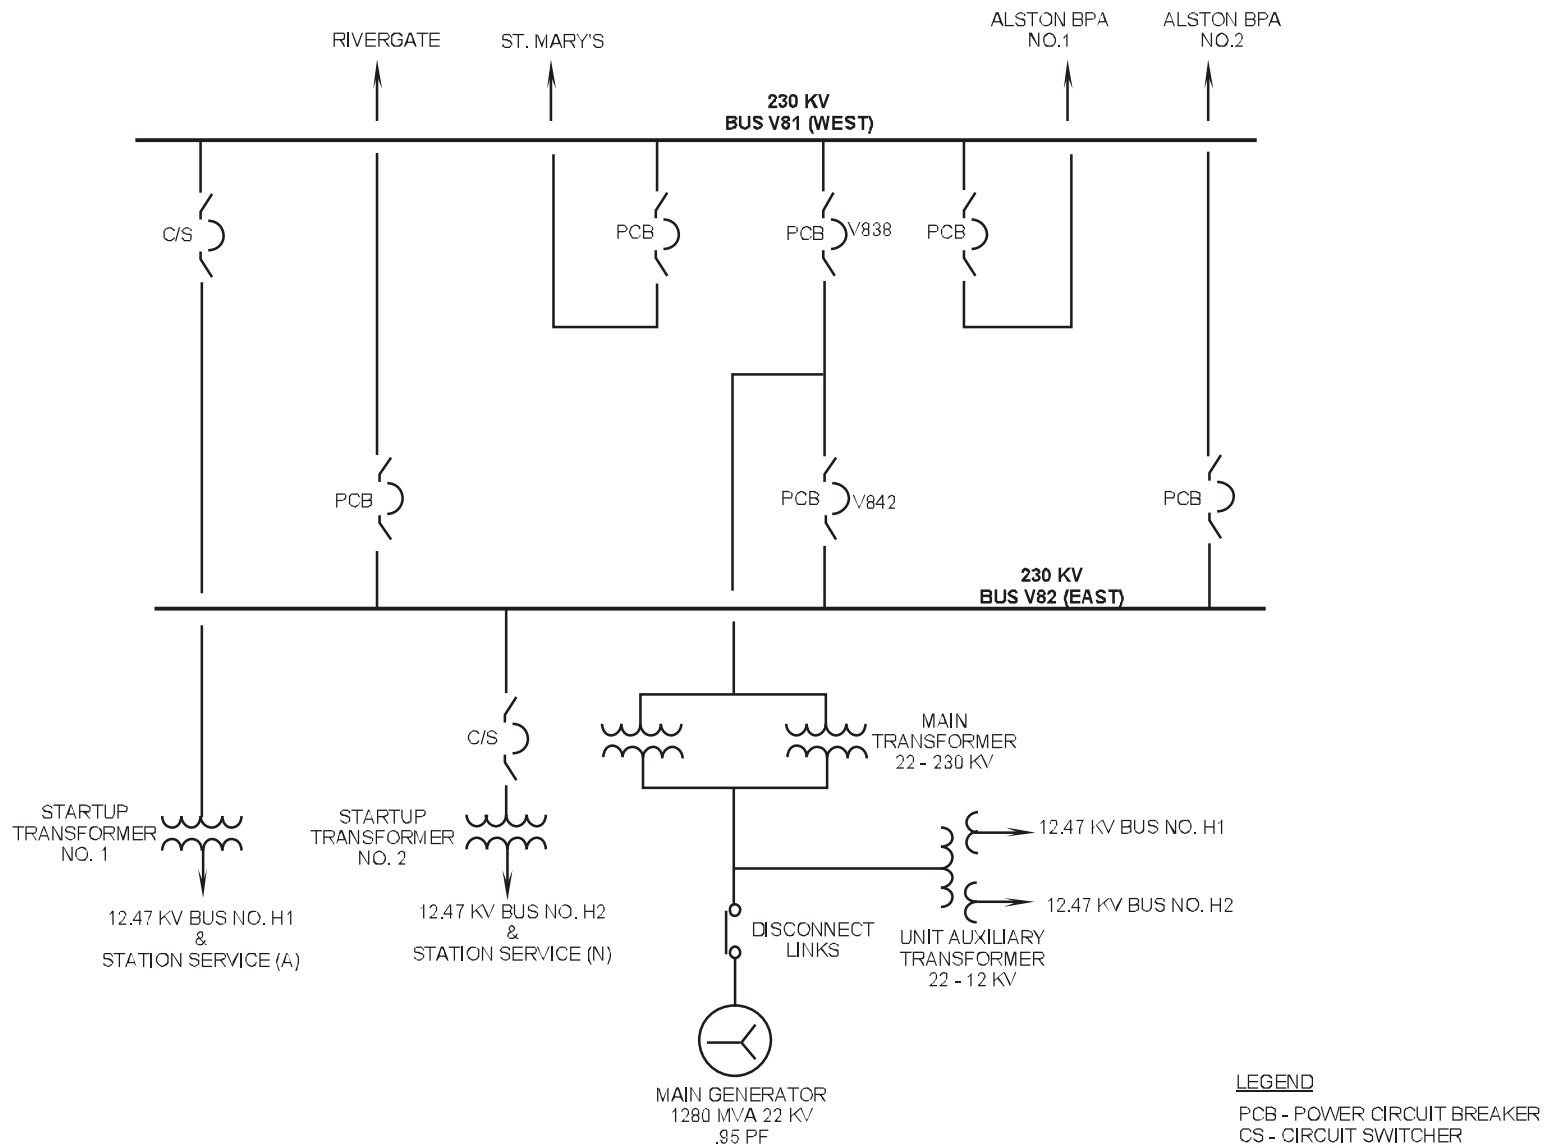 RIVERGATE
ST. MARY'S
ALSTON BPA
NO.1
ALSTON BPA
NO.2
230 KV
BUS V81 (WEST)
C/S
PCB
PCB
V838
PCB
PCB
PCB
V842
PCB
230 KV
BUS V82 (EAST)
C/S
MAIN
TRANSFORMER
22 - 230 KV
STARTUP
TRANSFORMER
NO. 1
STARTUP
TRANSFORMER
NO. 2
12.47 KV BUS NO. H1
12.47 KV BUS NO. H2
12.47 KV BUS NO. H1
&
STATION SERVICE (A)
12.47 KV BUS NO. H2
&
STATION SERVICE (N)
DISCONNECT
LINKS
UNIT AUXILIARY
TRANSFORMER
22 - 12 KV
MAIN GENERATOR
1280 MVA 22 KV
.95 PF
LEGEND
PCB - POWER CIRCUIT BREAKER
CS - CIRCUIT SWITCHER